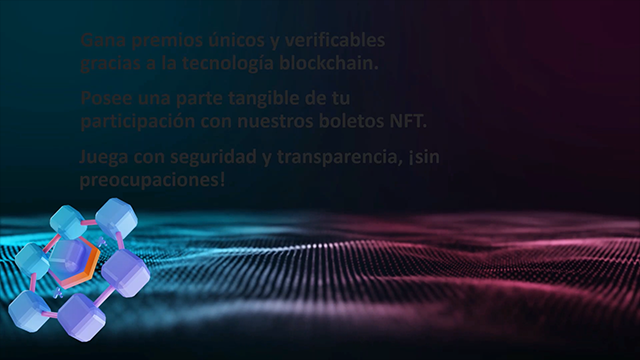 Gana premios únicos y verificables
gracias a la tecnología blockchain.
Posee una parte tangible de tu
participación con nuestros boletos NFT.
Juega con seguridad y transparencia, ¡sin
preocupaciones!